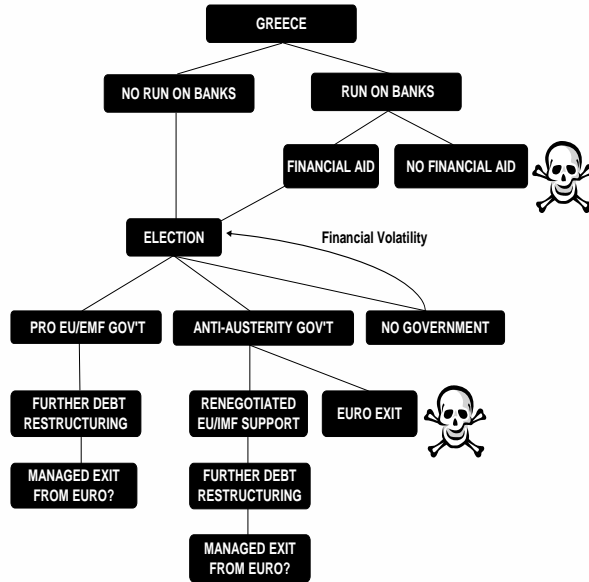 GREECE
NO RUN ON BANKS
RUN ON BANKS
FINANCIAL AID
NO FINANCIAL AID
ELECTION
Financial Volatility
PRO EU/EMF GOV'T
ANTI-AUSTERITY GOV'T
NO GOVERNMENT
FURTHER DEBT
RESTRUCTURING
RENEGOTIATED
EU/IMF SUPPORT
EURO EXIT
MANAGED EXIT
FROM EURO?
FURTHER DEBT
RESTRUCTURING
MANAGED EXIT
FROM EURO?